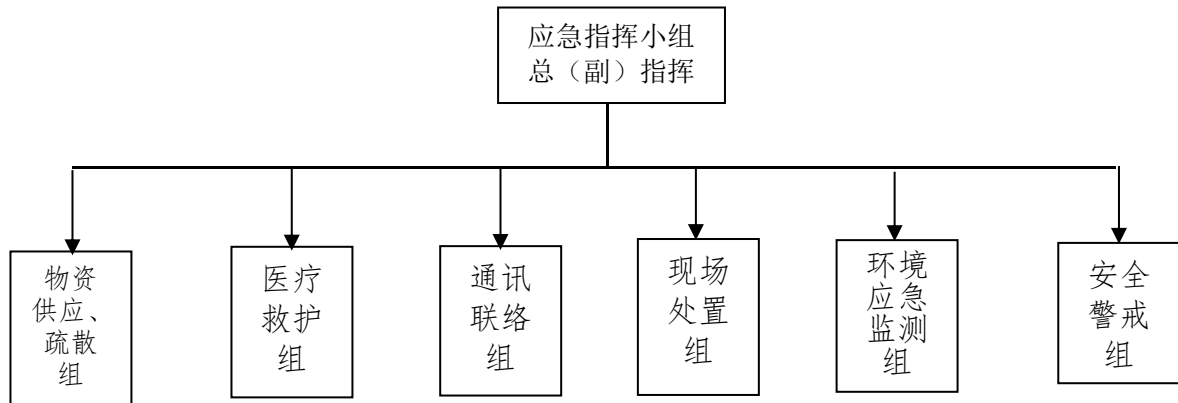 应急指挥小组
总（副）指挥
物资
供应、
疏散
组
医疗
救护
组
通讯
联络
组
现场
处置
组
环境
应急
监测
组
安全
警戒
组